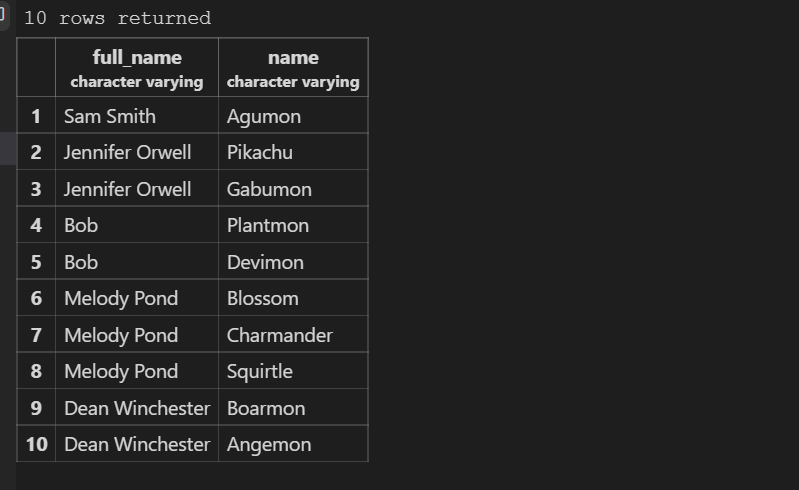 10 rows returned
full_name name
character varying character varying
1 Sam Smith Agumon
2 Jennifer Orwell Pikachu
3 Jennifer Orwell Gabumon
4 Bob Plantmon
5 Bob Devimon
6 Melody Pond Blossom
7 Melody Pond Charmander
8 Melody Pond Squirtle
9 Dean Winchester Boarmon
10 Dean Winchester Angemon